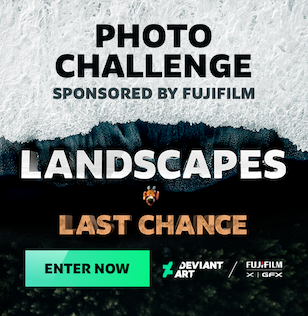 PHOTO
CHALLENGE
SPONSORED BY FUJIFILM
LANDSCAPES
LAST CHANCE
ENTER NOW
DEVIANT
ART
/
FUJIFILM
X | GFX